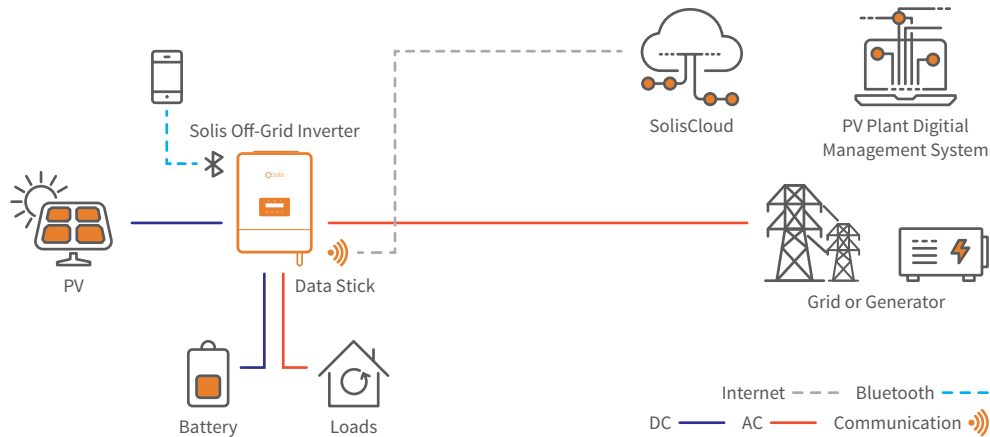 SolisCloud
PV Plant Digitial
Management System
Solis Off-Grid Inverter
solis
PV
Data Stick
Grid or Generator
Battery
Loads
Internet
Bluetooth
DC
AC
Communication